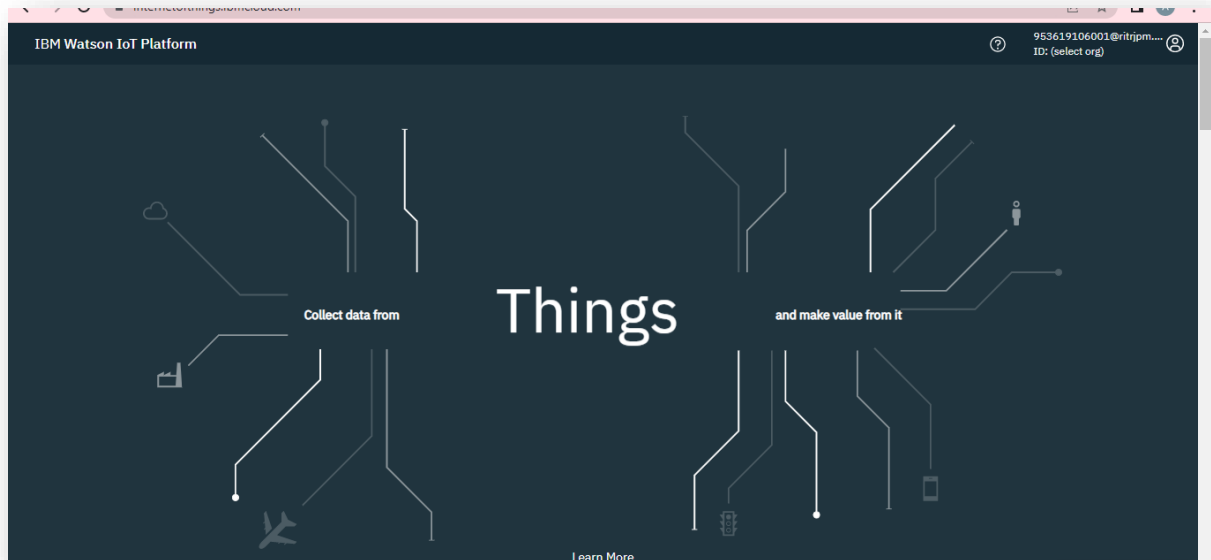 internetofthings.ibmcloud.com
IBM Watson IoT Platform
953619106001@ritrjpm....
ID: (select org)
Collect data from
Things
and make value from it
Learn More